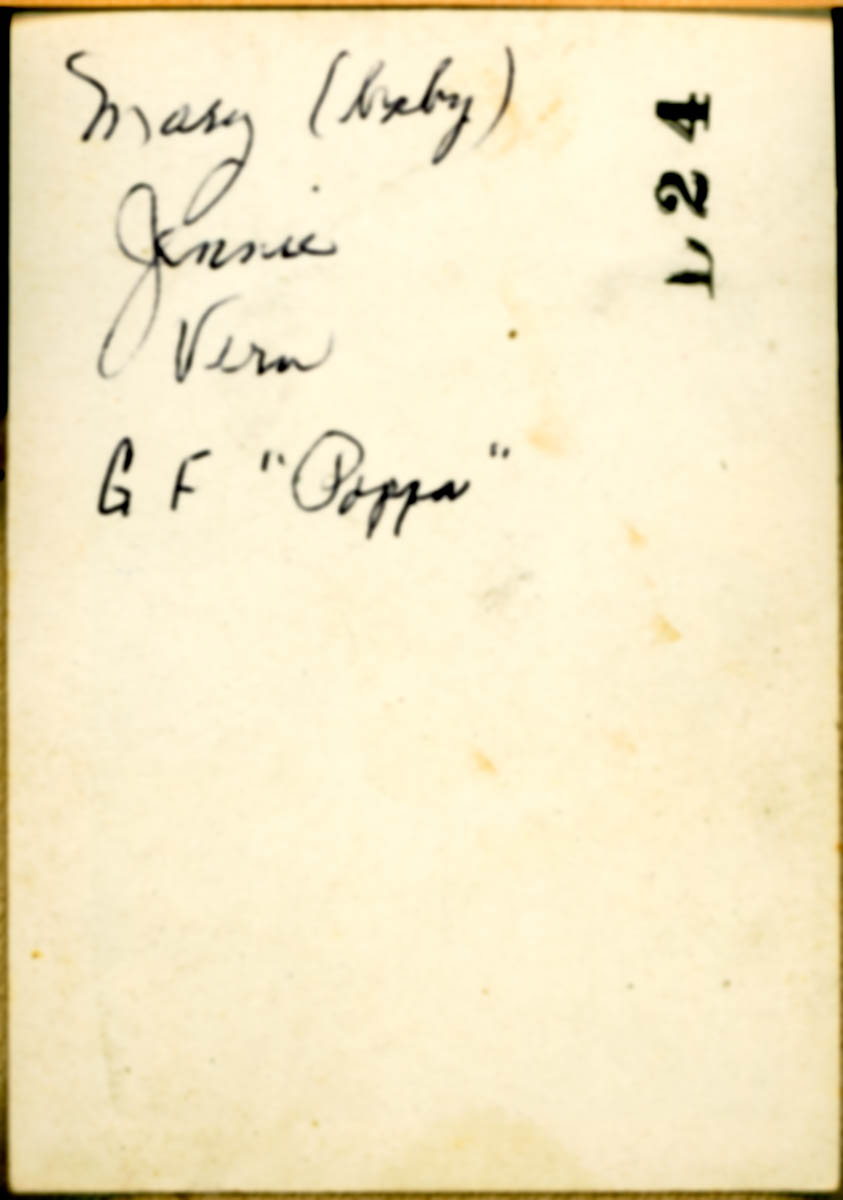 Mary (baby)
Jennie
Vern
G F "Poppa"
L24